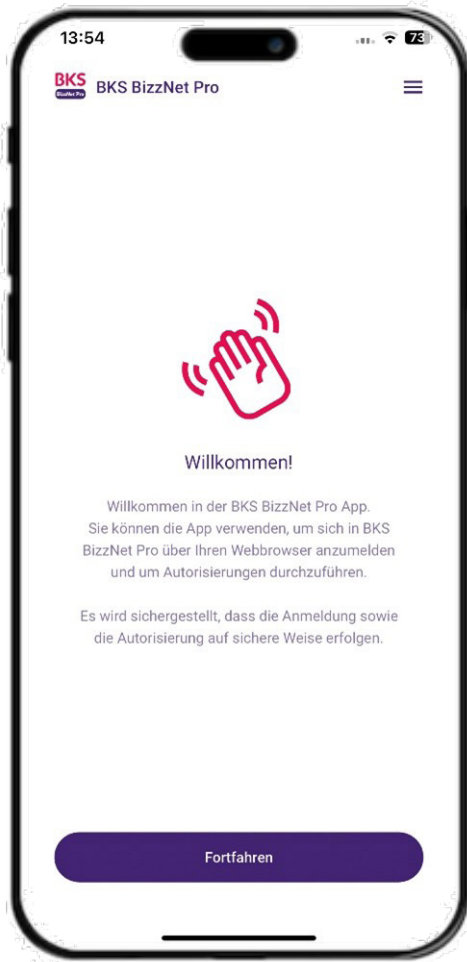 13:54
73
BKS
BizzNet Pro
BKS BizzNet Pro
Willkommen!
Willkommen in der BKS BizzNet Pro App.
Sie können die App verwenden, um sich in BKS
BizzNet Pro über Ihren Webbrowser anzumelden
und um Autorisierungen durchzuführen.
Es wird sichergestellt, dass die Anmeldung sowie
die Autorisierung auf sichere Weise erfolgen.
Fortfahren